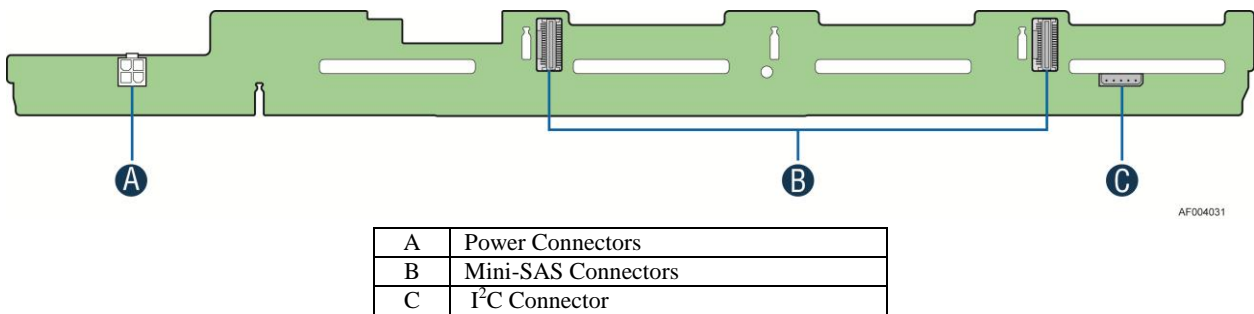 A
B
C
AF004031
A Power Connectors
B Mini-SAS Connectors
C I²C Connector